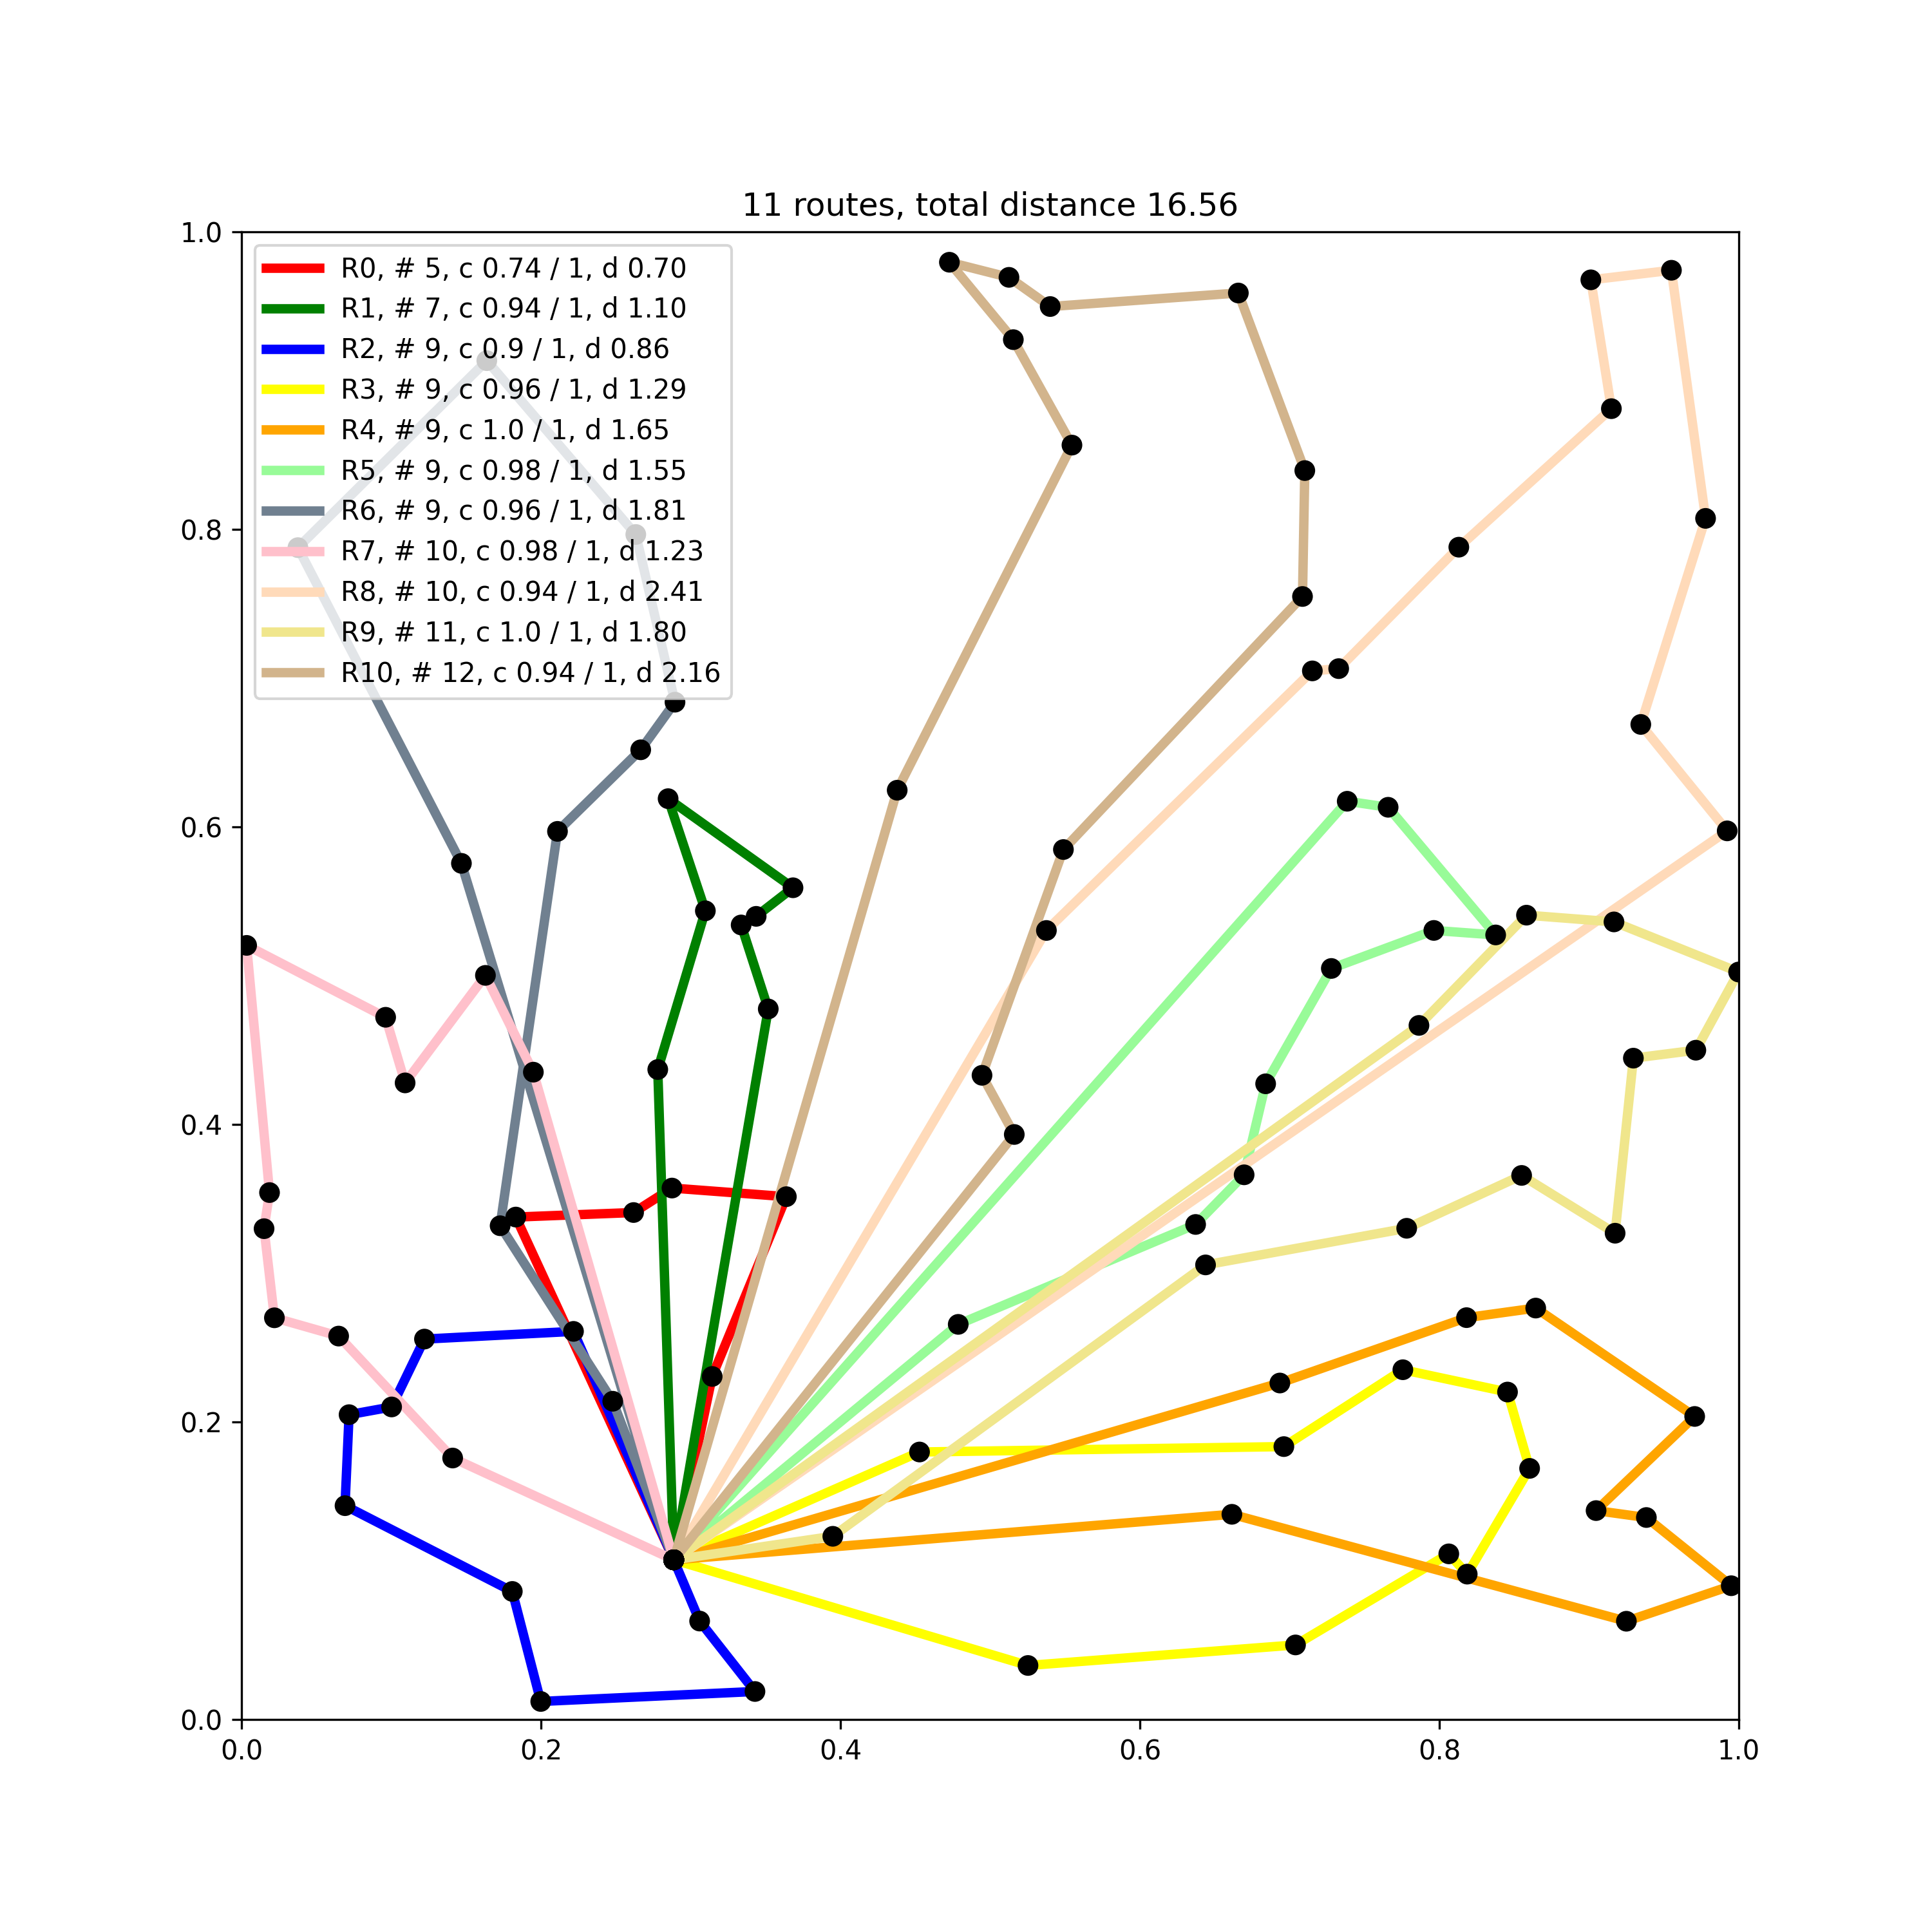 11 routes, total distance 16.56
1.0
0.8
0.6
0.4
0.2
0.0
R0, # 5, c 0.74 / 1, d 0.70
R1, # 7, c 0.94 / 1, d 1.10
R2, # 9, c 0.9 / 1, d 0.86
R3, # 9, c 0.96 / 1, d 1.29
R4, # 9, c 1.0 / 1, d 1.65
R5, # 9, c 0.98 / 1, d 1.55
R6, # 9, c 0.96 / 1, d 1.81
R7, # 10, c 0.98 / 1, d 1.23
R8, # 10, c 0.94 / 1, d 2.41
R9, # 11, c 1.0 / 1, d 1.80
R10, # 12, c 0.94 / 1, d 2.16
0.0 0.2 0.4 0.6 0.8 1.0